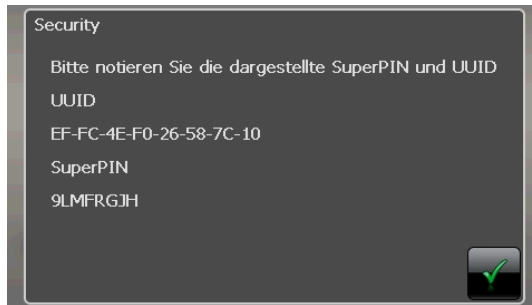 Security
Bitte notieren Sie die dargestellte SuperPIN und UUID
UUID
EF-FC-4E-F0-26-58-7C-10
SuperPIN
9LMFRGJH